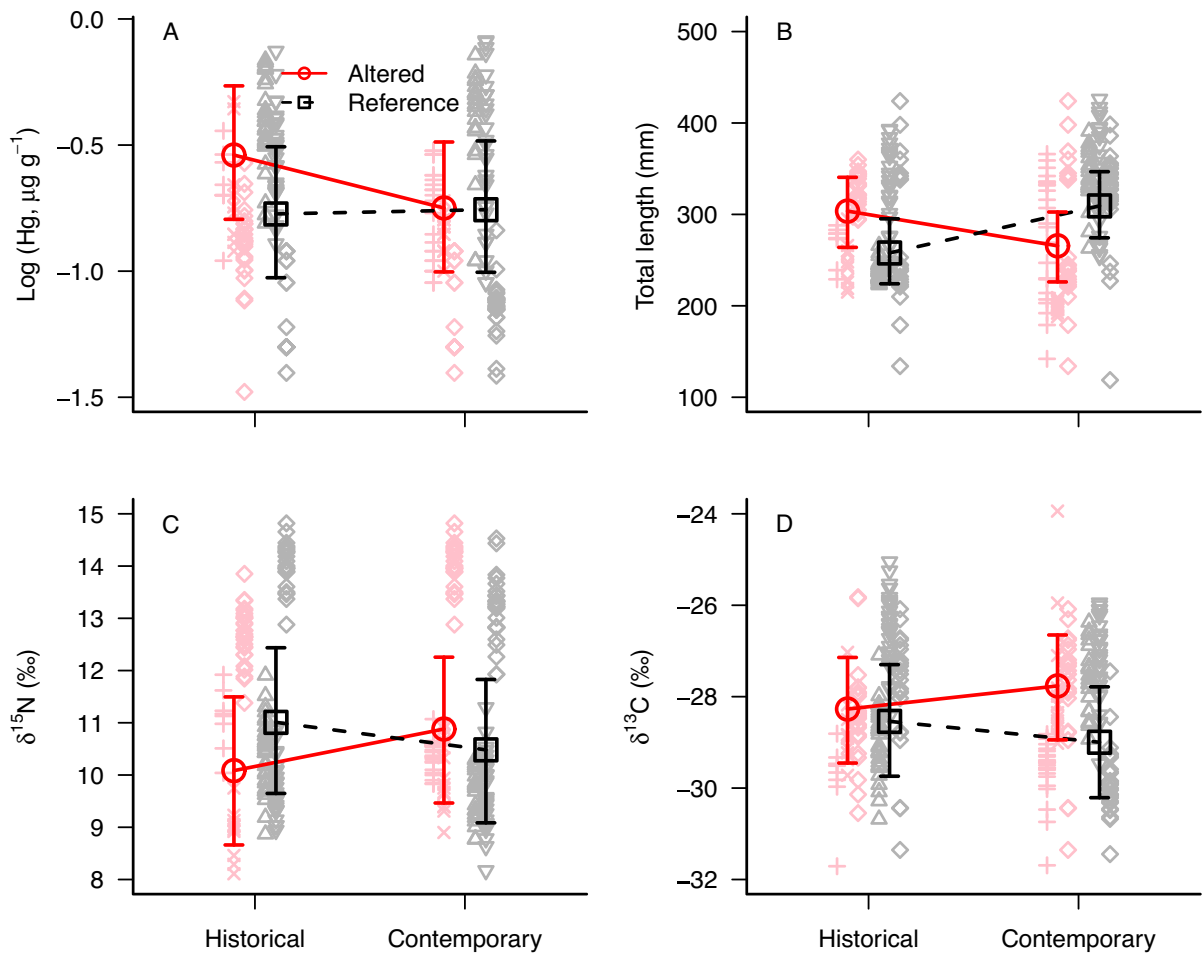 A
Altered
Reference
0.0
−0.5
−1.0
−1.5
Log (Hg, µg g⁻¹)
B
500
400
300
200
100
Total length (mm)
C
15
14
13
12
11
10
9
8
δ¹⁵N (‰)
Historical
Contemporary
D
−24
−26
−28
−30
−32
δ¹³C (‰)
Historical
Contemporary